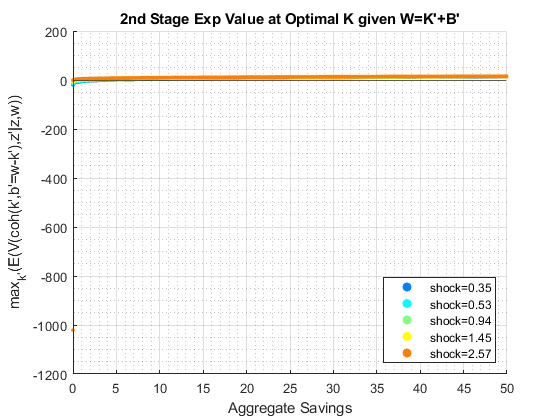 2nd Stage Exp Value at Optimal K given W=K'+B'
200
0
-200
-400
-600
-800
-1000
-1200
max_k'(E(V(coh(k',b'=w-k'),z'|z,w))
0 5 10 15 20 25 30 35 40 45 50
Aggregate Savings
shock=0.35
shock=0.53
shock=0.94
shock=1.45
shock=2.57